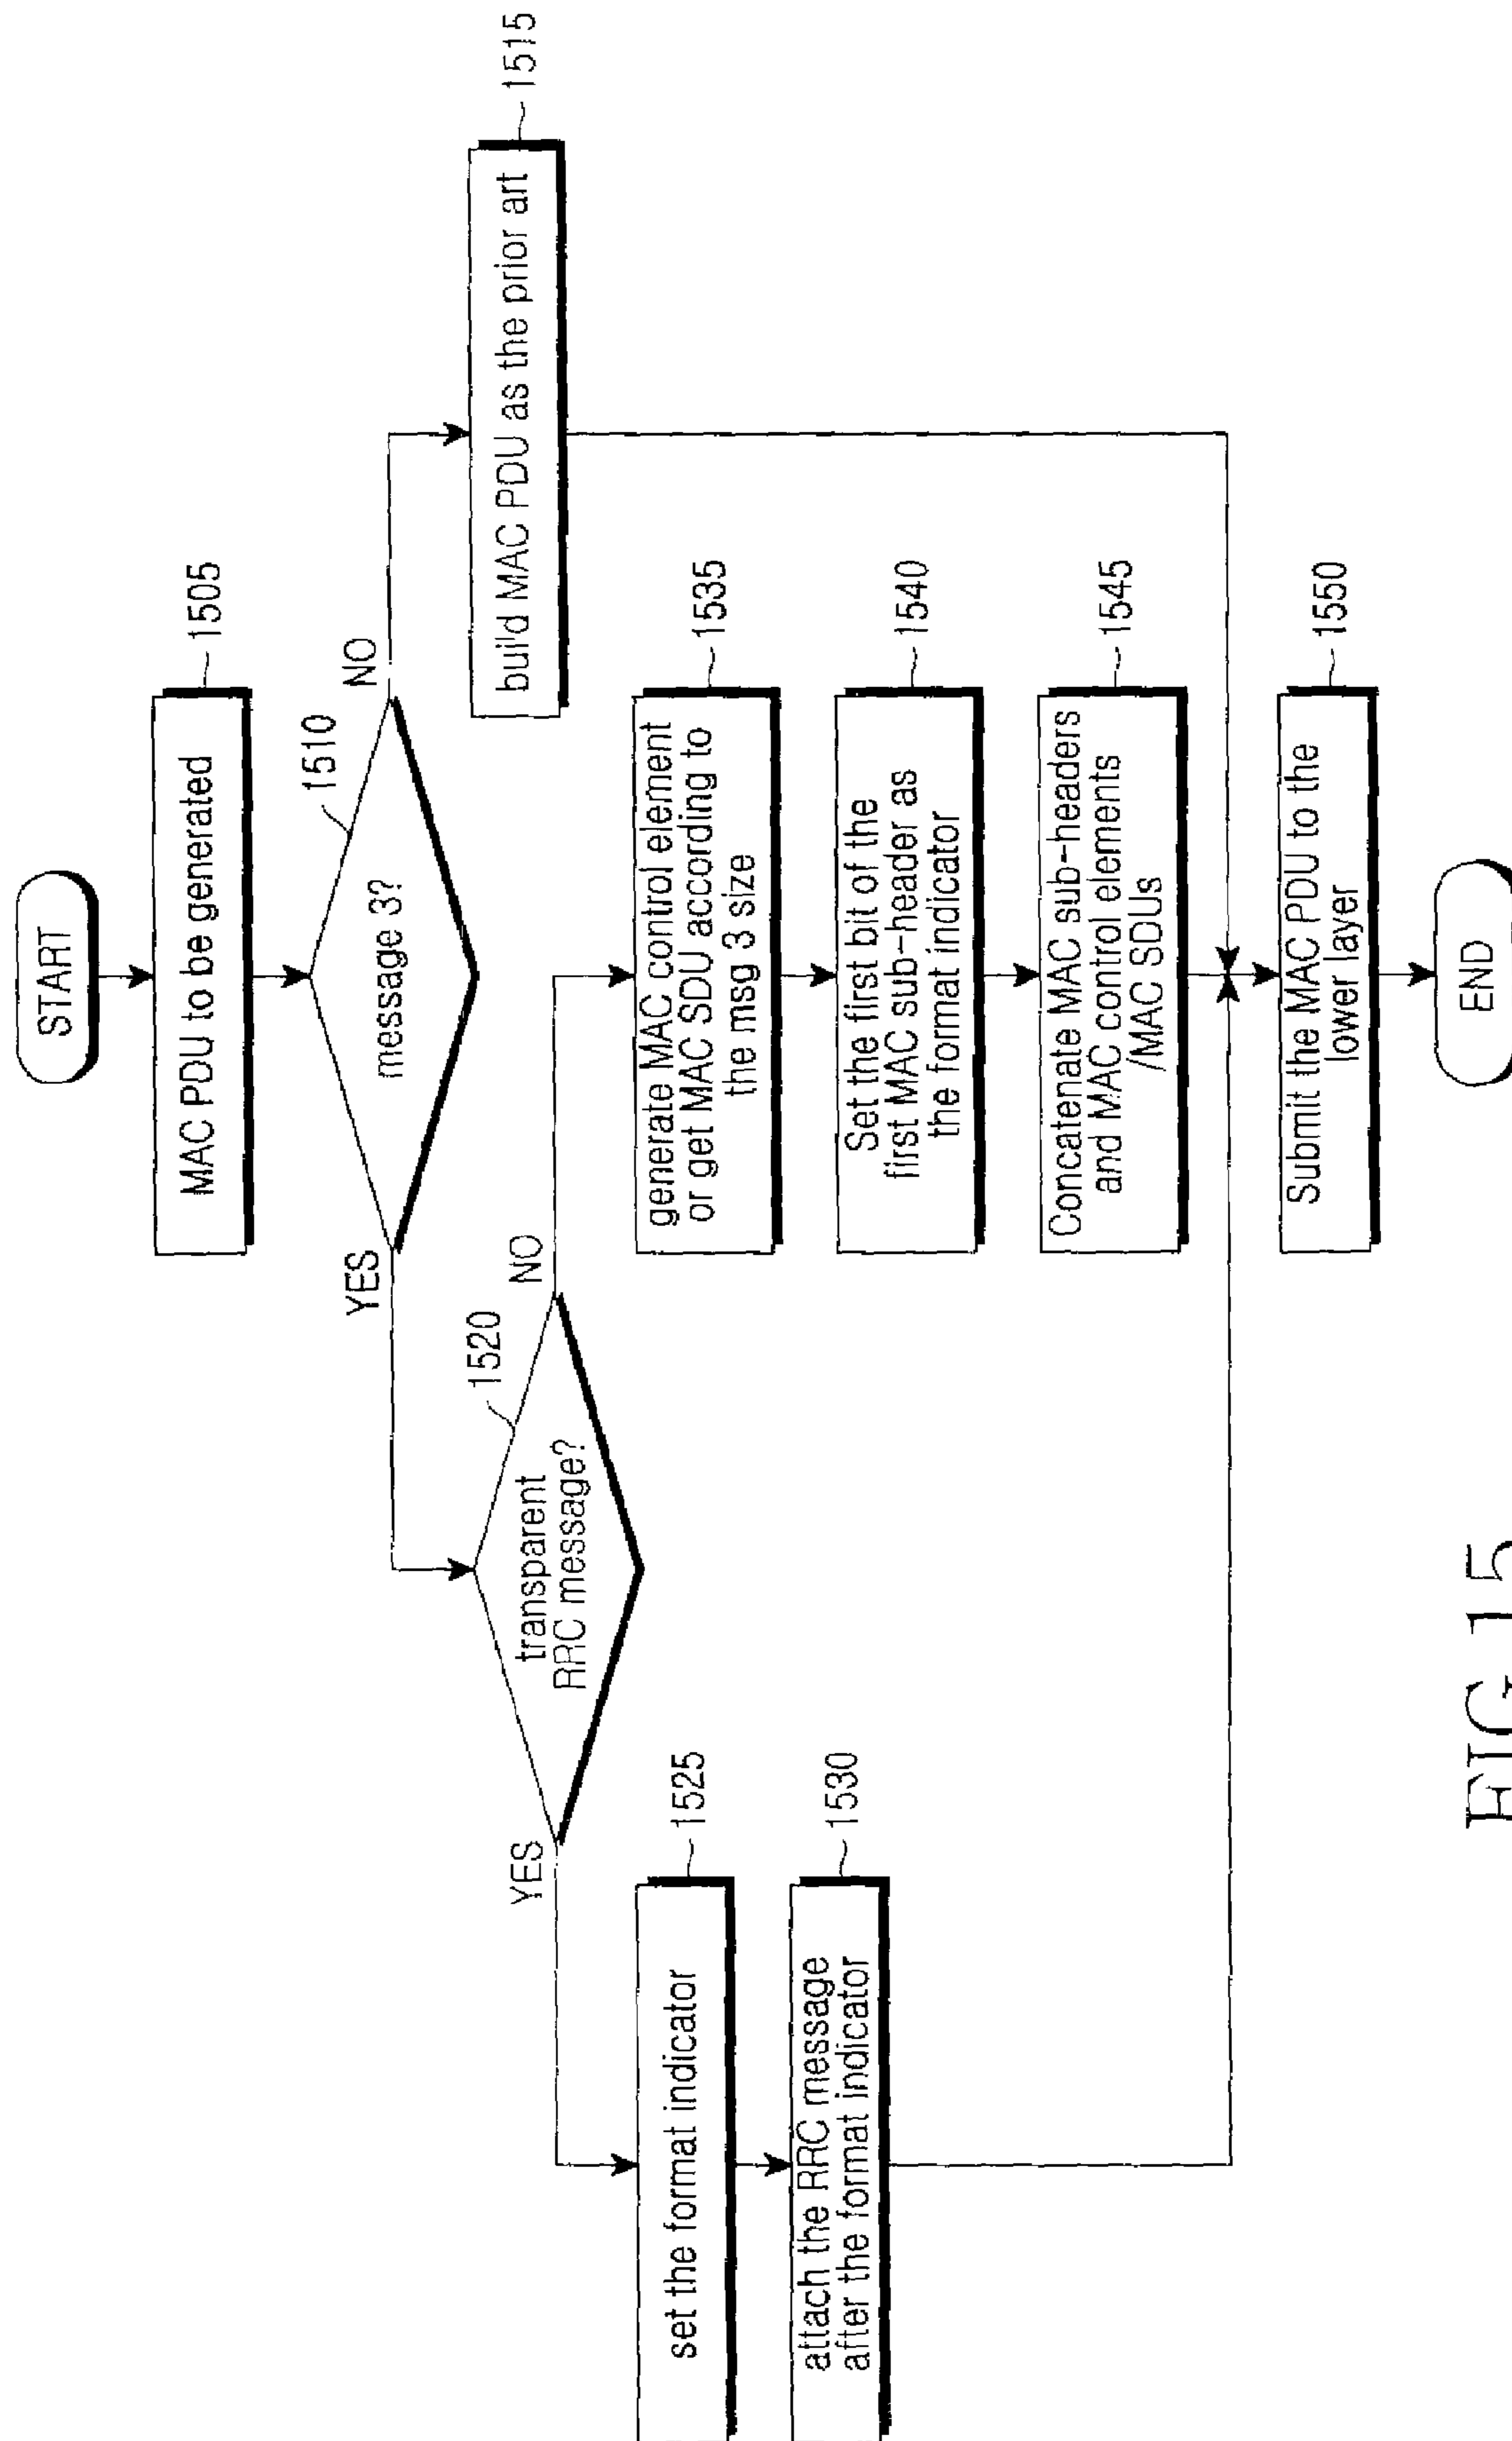 START
MAC PDU to be generated
1505
message 3?
1510
YES
NO
build MAC PDU as the prior art
1515
transparent
RRC message?
1520
YES
NO
set the format indicator
1525
attach the RRC message
after the format indicator
1530
generate MAC control element
or get MAC SDU according to
the msg 3 size
1535
Set the first bit of the
first MAC sub-header as
the format indicator
1540
Concatenate MAC sub-headers
and MAC control elements
/MAC SDUs
1545
Submit the MAC PDU to the
lower layer
1550
END
FIG.15